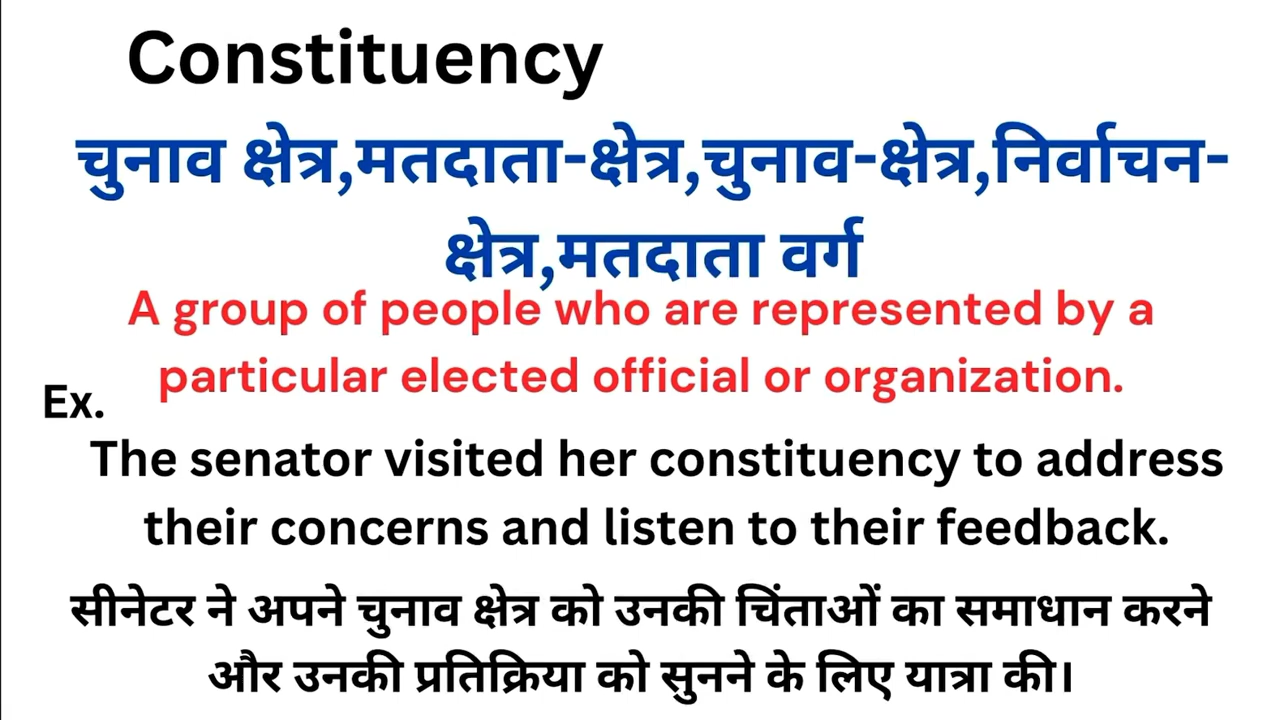 Constituency
चुनाव क्षेत्र,मतदाता-क्षेत्र,चुनाव-क्षेत्र,निर्वाचन-
क्षेत्र,मतदाता वर्ग
A group of people who are represented by a
particular elected official or organization.
Ex.
The senator visited her constituency to address
their concerns and listen to their feedback.
सीनेटर ने अपने चुनाव क्षेत्र को उनकी चिंताओं का समाधान करने
और उनकी प्रतिक्रिया को सुनने के लिए यात्रा की।